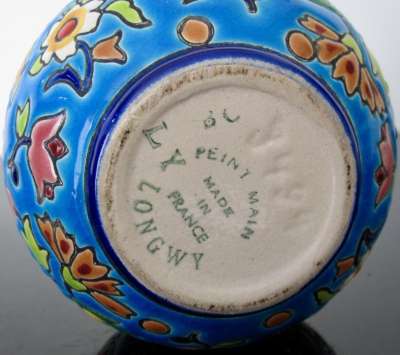 LONGWY
PEINT MAIN
MADE
IN
FRANCE